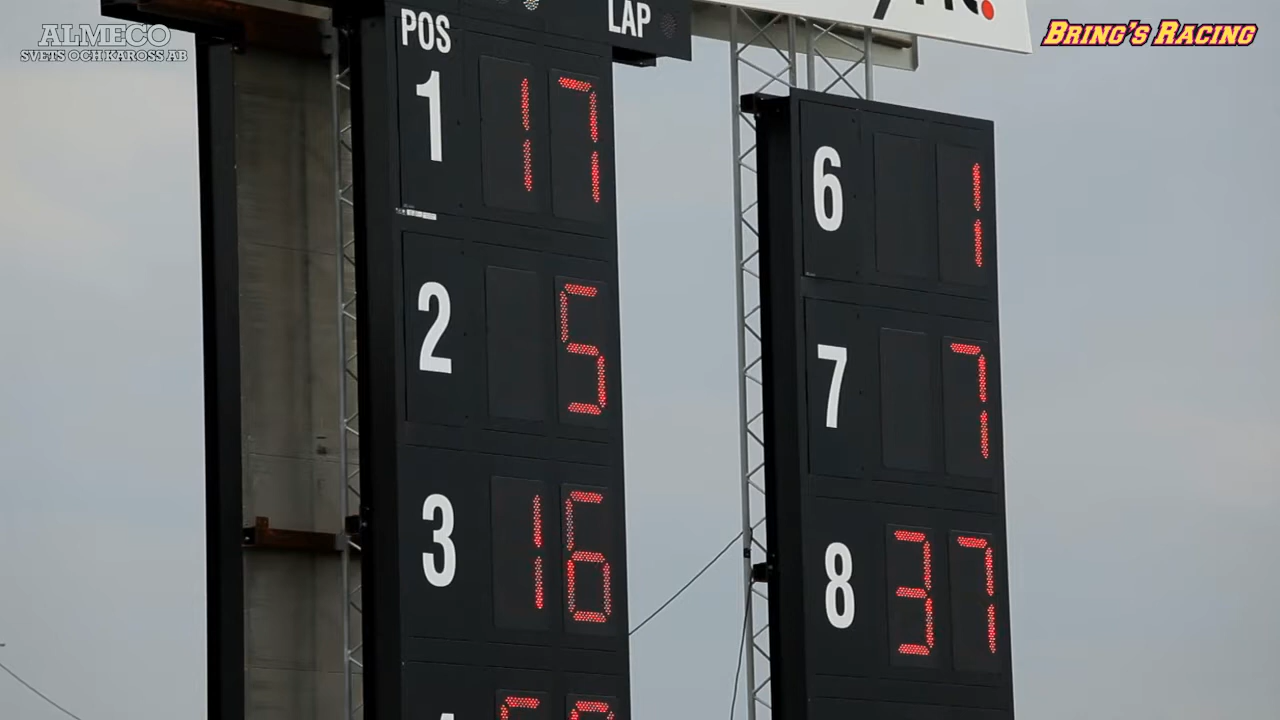 ALMECO
SVETS OCH KAROSS AB
BRING'S RACING
POS
LAP
1 17
2 5
3 16
6 1
7 7
8 37